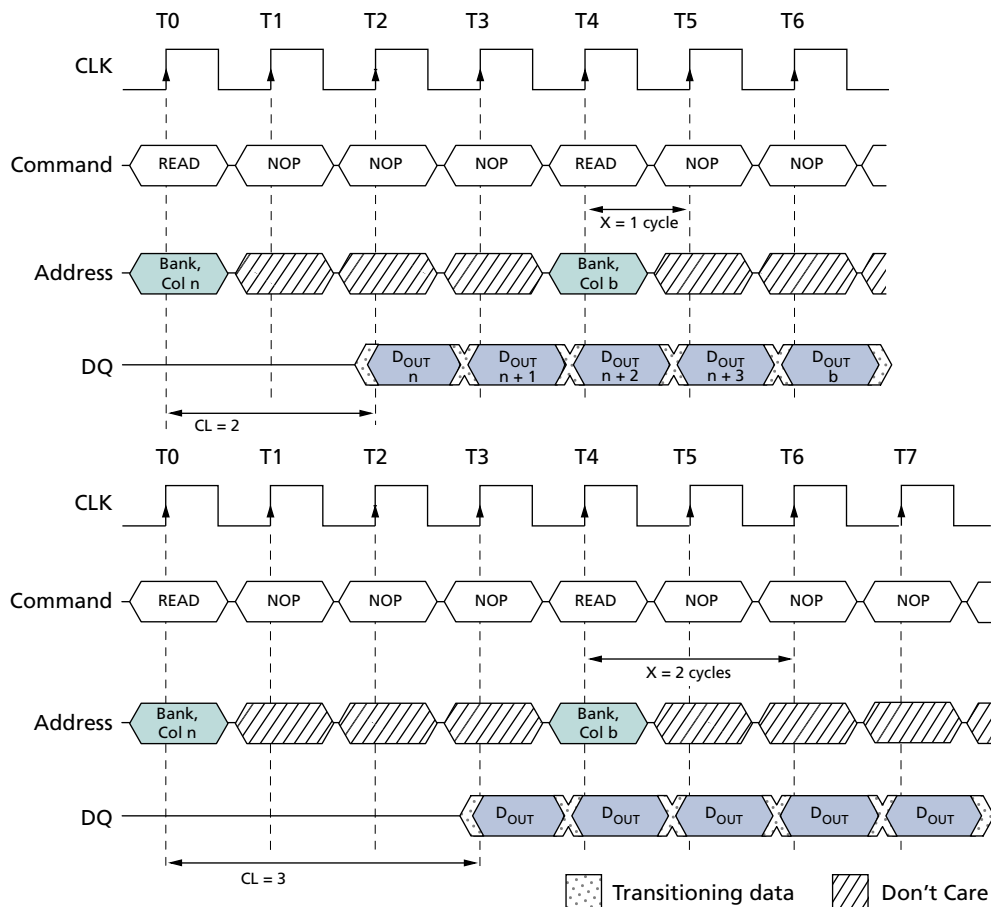 T0 T1 T2 T3 T4 T5 T6
CLK
Command READ NOP NOP NOP READ NOP NOP
X = 1 cycle
Address Bank, Col n Bank, Col b
DQ DOUT n DOUT n + 1 DOUT n + 2 DOUT n + 3 DOUT b
CL = 2
T0 T1 T2 T3 T4 T5 T6 T7
CLK
Command READ NOP NOP NOP READ NOP NOP NOP
X = 2 cycles
Address Bank, Col n Bank, Col b
DQ DOUT DOUT DOUT DOUT DOUT
CL = 3
Transitioning data Don't Care